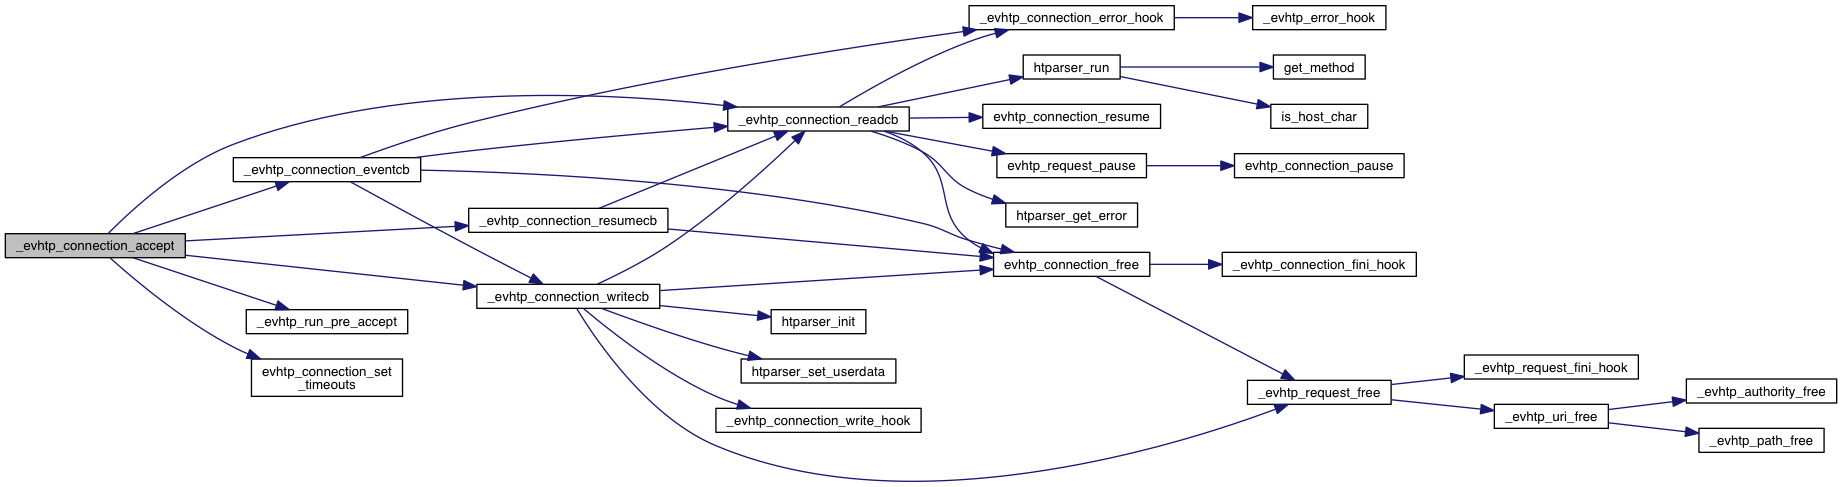 _evhtp_connection_error_hook
_evhtp_error_hook
htparser_run
get_method
_evhtp_connection_readcb
evhtp_connection_resume
is_host_char
_evhtp_connection_eventcb
evhtp_request_pause
evhtp_connection_pause
_evhtp_connection_resumecb
htparser_get_error
_evhtp_connection_accept
evhtp_connection_free
_evhtp_connection_fini_hook
_evhtp_connection_writecb
_evhtp_run_pre_accept
htparser_init
evhtp_connection_set
_timeouts
htparser_set_userdata
_evhtp_request_fini_hook
_evhtp_request_free
_evhtp_authority_free
_evhtp_connection_write_hook
_evhtp_uri_free
_evhtp_path_free